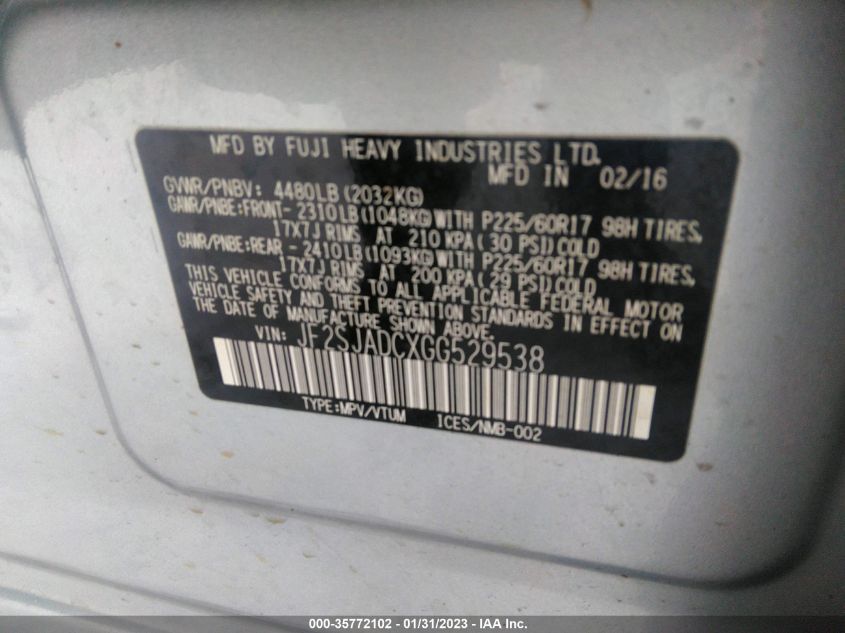 MFD BY FUJI HEAVY INDUSTRIES LTD.
MFD IN 02/16
GVWR/PNBV: 4480LB(2032KG)
GAWR/PNBE:FRONT- 2310LB(1048KG)WITH P225/60R17 98H TIRES,
17X7J RIMS AT 210 KPA(30 PSI)COLD
GAWR/PNBE:REAR - 2410LB(1093KG)WITH P225/60R17 98H TIRES,
17X7J RIMS AT 200 KPA(29 PSI)COLD
THIS VEHICLE CONFORMS TO ALL APPLICABLE FEDERAL MOTOR
VEHICLE SAFETY AND THEFT PREVENTION STANDARDS IN EFFECT ON
THE DATE OF MANUFACTURE SHOWN ABOVE.
VIN: JF2SJADCXGG529538
TYPE:MPV/VTUM ICES/NMB-002
000-35772102 - 01/31/2023 - IAA Inc.